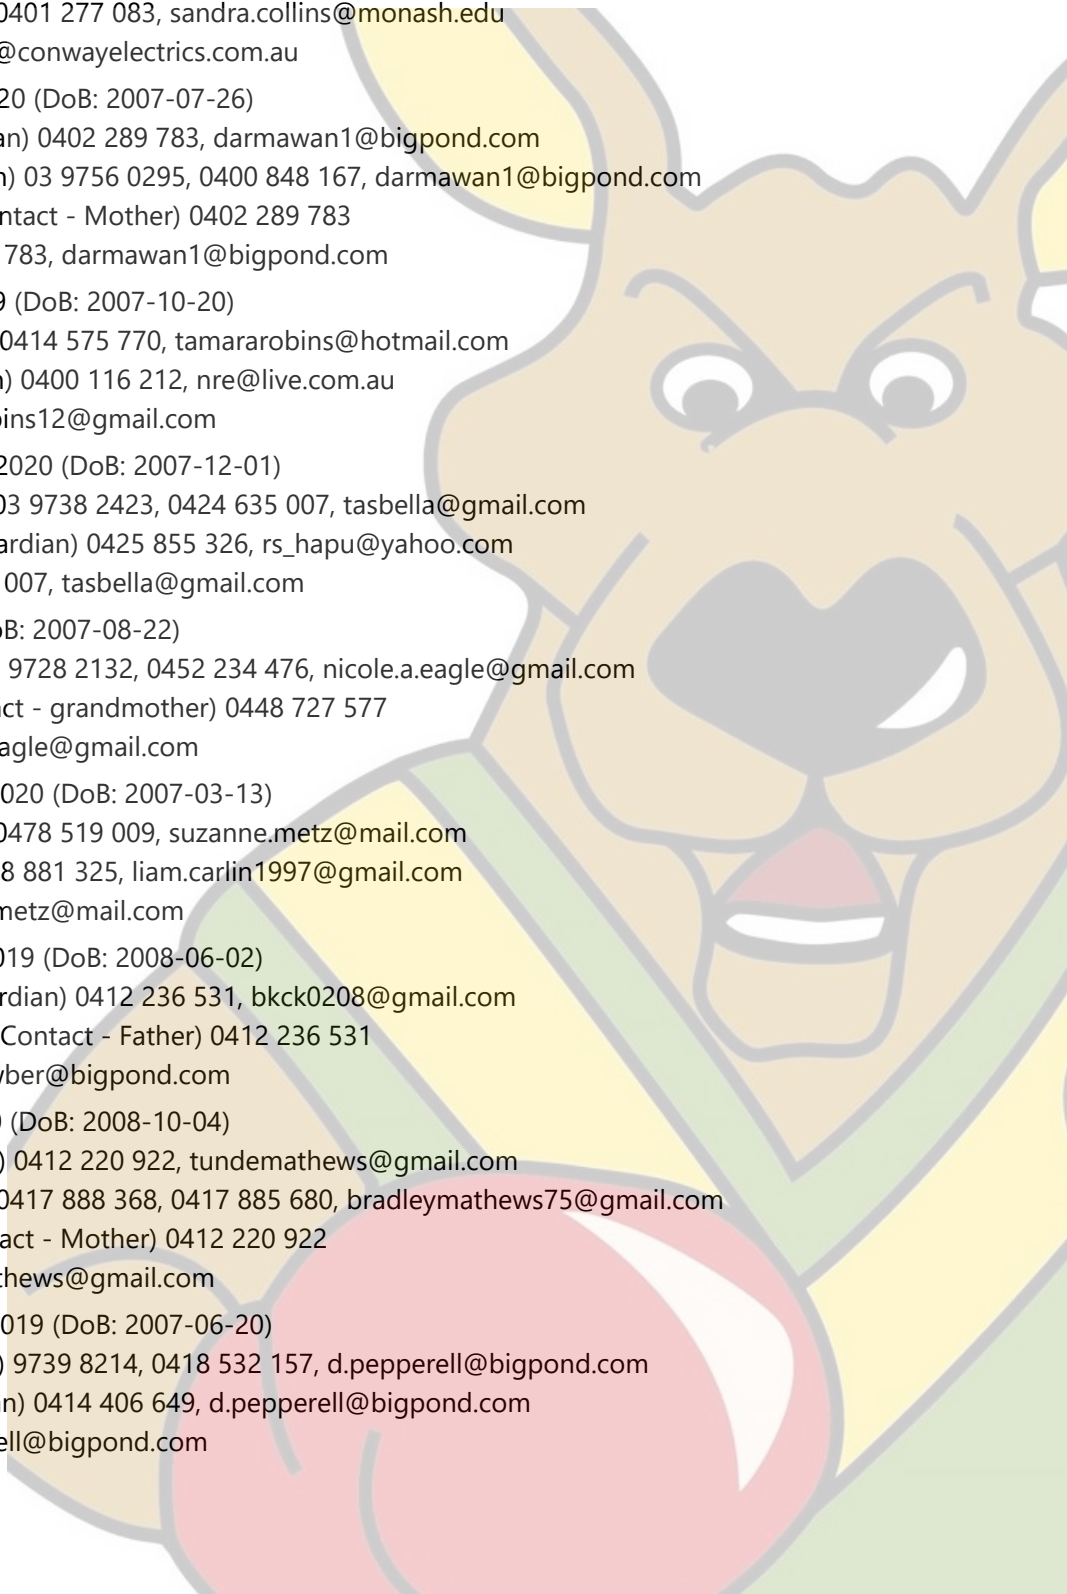 0401 277 083, sandra.collins@monash.edu
@conwayelectrics.com.au
20 (DoB: 2007-07-26)
an) 0402 289 783, darmawan1@bigpond.com
n) 03 9756 0295, 0400 848 167, darmawan1@bigpond.com
ntact - Mother) 0402 289 783
783, darmawan1@bigpond.com
9 (DoB: 2007-10-20)
0414 575 770, tamararobins@hotmail.com
n) 0400 116 212, nre@live.com.au
bins12@gmail.com
2020 (DoB: 2007-12-01)
03 9738 2423, 0424 635 007, tasbella@gmail.com
ardian) 0425 855 326, rs_hapu@yahoo.com
007, tasbella@gmail.com
oB: 2007-08-22)
9728 2132, 0452 234 476, nicole.a.eagle@gmail.com
act - grandmother) 0448 727 577
agle@gmail.com
020 (DoB: 2007-03-13)
0478 519 009, suzanne.metz@mail.com
8 881 325, liam.carlin1997@gmail.com
metz@mail.com
019 (DoB: 2008-06-02)
rdian) 0412 236 531, bkck0208@gmail.com
Contact - Father) 0412 236 531
ber@bigpond.com
(DoB: 2008-10-04)
) 0412 220 922, tundemathews@gmail.com
0417 888 368, 0417 885 680, bradleymathews75@gmail.com
act - Mother) 0412 220 922
thews@gmail.com
019 (DoB: 2007-06-20)
) 9739 8214, 0418 532 157, d.pepperell@bigpond.com
an) 0414 406 649, d.pepperell@bigpond.com
ell@bigpond.com